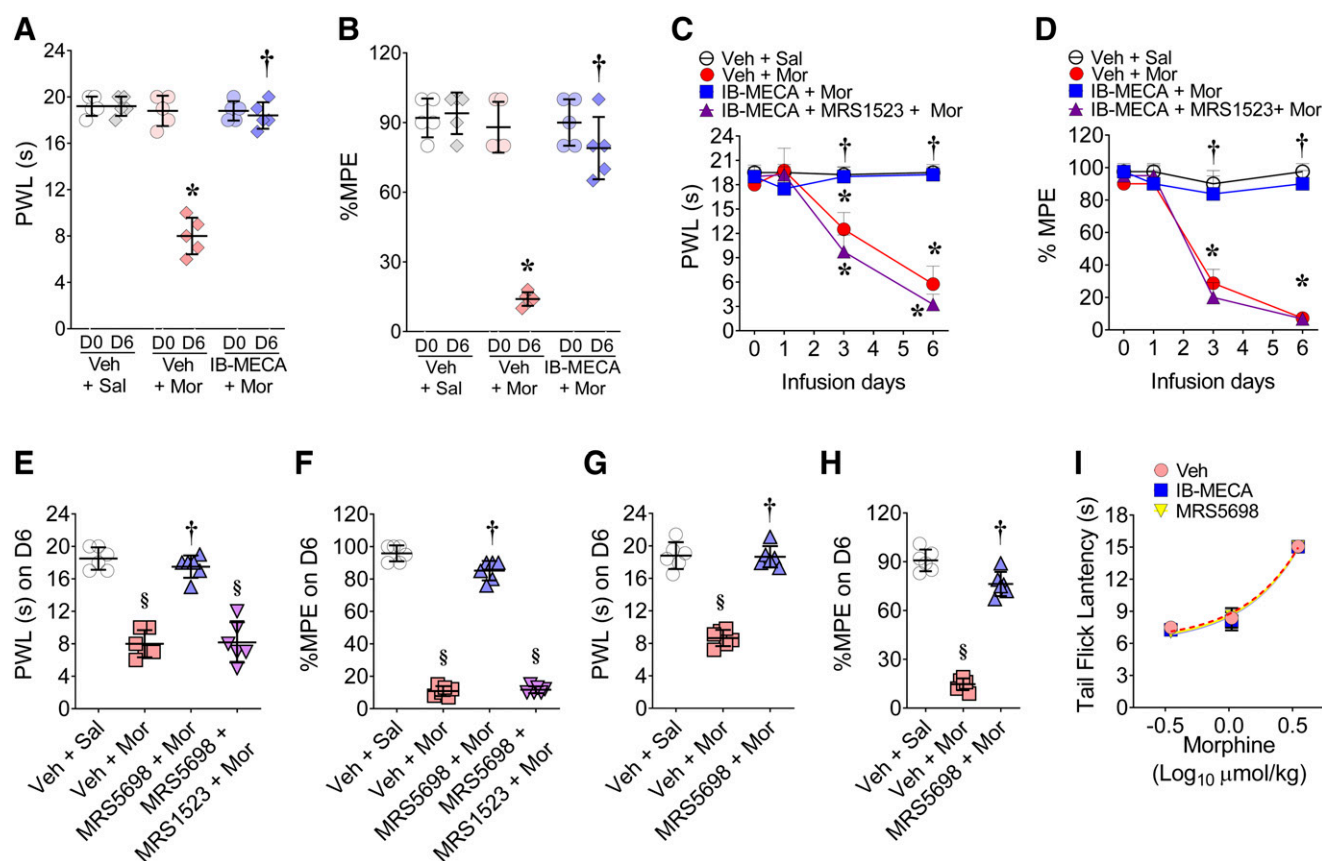 A
PWL (s)
24
20
16
12
8
4
0
*
†
D0 D6 D0 D6 D0 D6
Veh Veh IB-MECA
+ Sal + Mor + Mor
B
%MPE
120
90
60
30
0
*
†
D0 D6 D0 D6 D0 D6
Veh Veh IB-MECA
+ Sal + Mor + Mor
C
Veh + Sal
Veh + Mor
IB-MECA + Mor
IB-MECA + MRS1523 + Mor
PWL (s)
24
21
18
15
12
9
6
3
0
† †
* *
* *
0 1 2 3 4 5 6
Infusion days
D
Veh + Sal
Veh + Mor
IB-MECA + Mor
IB-MECA + MRS1523+ Mor
% MPE
120
100
80
60
40
20
0
† †
* *
0 1 2 3 4 5 6
Infusion days
E
PWL (s) on D6
24
20
16
12
8
4
0
§ † §
Veh + Sal
Veh + Mor
MRS5698 + Mor
MRS5698 +
MRS1523 + Mor
F
%MPE on D6
120
100
80
60
40
20
0
§ † §
Veh + Sal
Veh + Mor
MRS5698 + Mor
MRS5698 +
MRS1523 + Mor
G
PWL (s) on D6
24
20
16
12
8
4
0
§ †
Veh + Sal
Veh + Mor
MRS5698 + Mor
H
%MPE on D6
120
90
60
30
0
§ †
Veh + Sal
Veh + Mor
MRS5698 + Mor
I
Veh
IB-MECA
MRS5698
Tail Flick Lantency (s)
18
15
12
9
6
3
0
-0.5 0.0 0.5
Morphine
(Log10 μmol/kg)